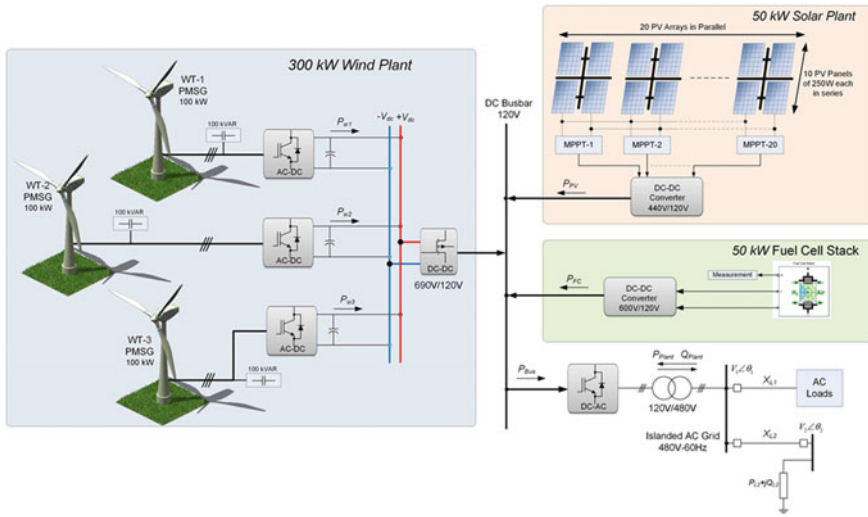 300 kW Wind Plant
WT-1
PMSG
100 kW
100 kVAR
AC-DC
Pw1
-Vdc +Vdc
WT-2
PMSG
100 kW
100 kVAR
AC-DC
Pw2
DC-DC
690V/120V
WT-3
PMSG
100 kW
100 kVAR
AC-DC
Pw3
DC Busbar
120V
50 kW Solar Plant
20 PV Arrays in Parallel
10 PV Panels
of 250W each
in series
MPPT-1
MPPT-2
MPPT-20
PPV
DC-DC
Converter
440V/120V
50 kW Fuel Cell Stack
Measurement
PFC
DC-DC
Converter
600V/120V
PBus
DC-AC
PPlant
QPlant
120V/480V
V1∠θ1
XL1
AC
Loads
Islanded AC Grid
480V-60Hz
XL2
V2∠θ2
PL2+jQL2